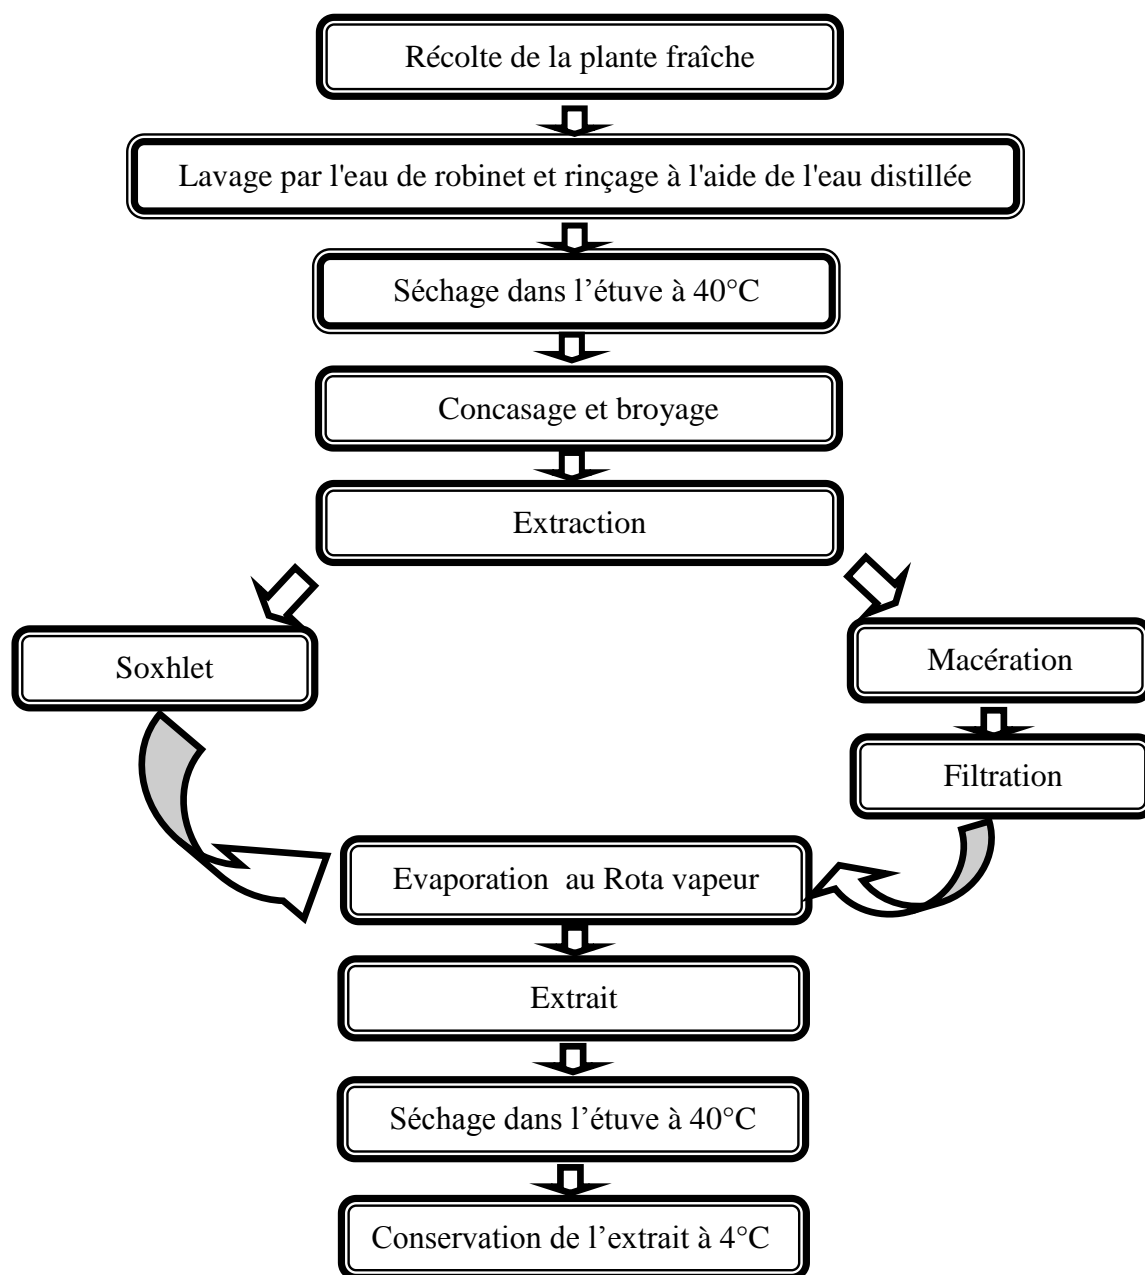 Récolte de la plante fraîche
Lavage par l'eau de robinet et rinçage à l'aide de l'eau distillée
Séchage dans l’étuve à 40°C
Concasage et broyage
Extraction
Soxhlet
Macération
Filtration
Evaporation au Rota vapeur
Extrait
Séchage dans l’étuve à 40°C
Conservation de l’extrait à 4°C